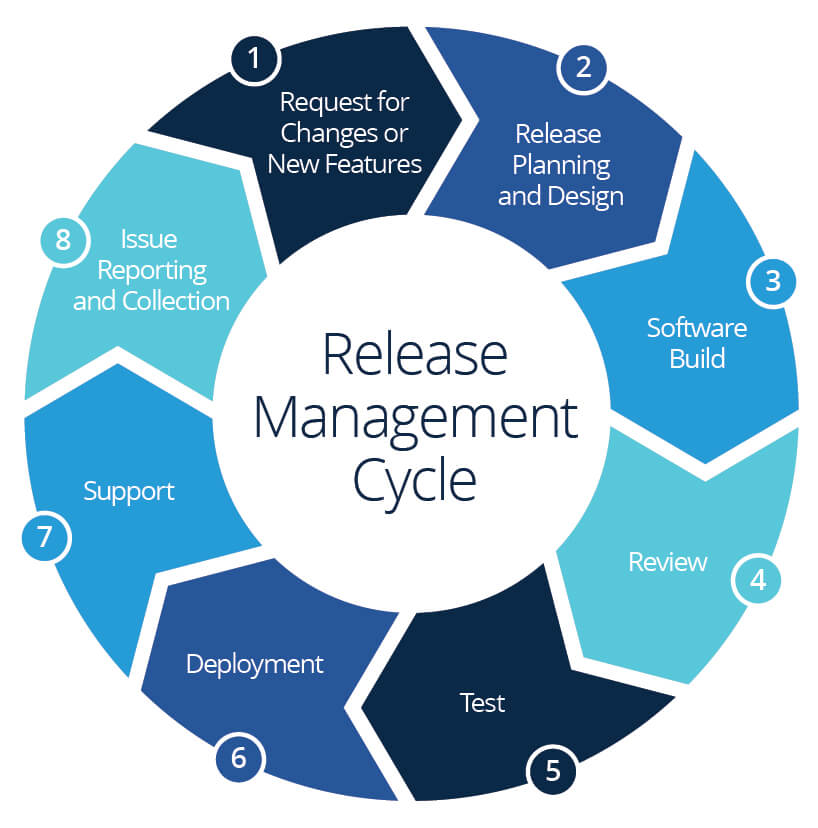 Release
Management
Cycle
1
Request for
Changes or
New Features
2
Release
Planning
and Design
3
Software
Build
4
Review
5
Test
6
Deployment
7
Support
8
Issue
Reporting
and Collection